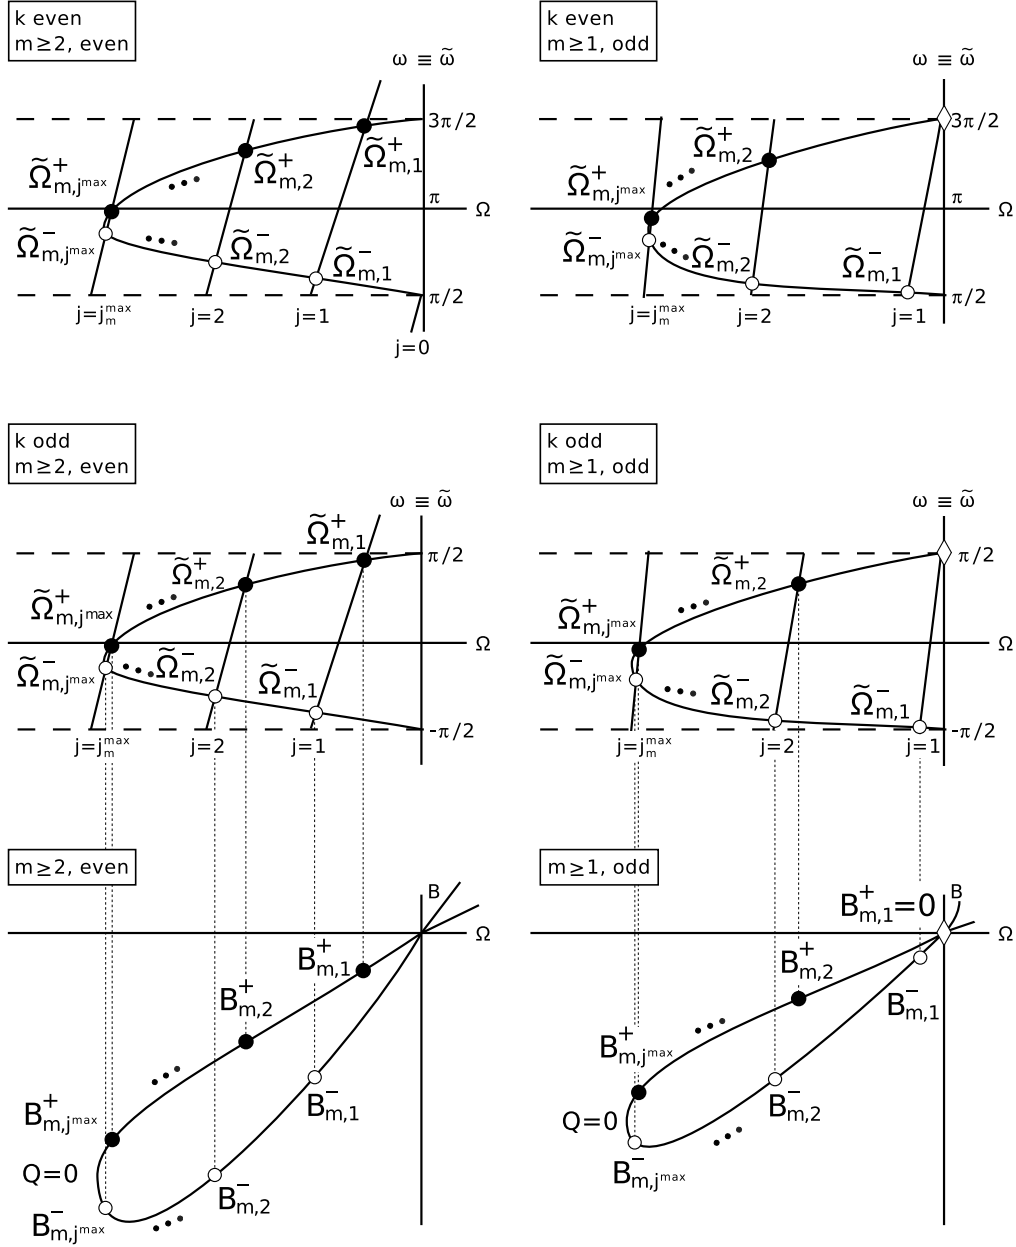 k even
m≥2, even
ω ≡ ω̃
3π/2
Ω̃⁺m,1
Ω̃⁺m,2
Ω̃⁺m,jmax
π
Ω
Ω̃⁻m,jmax
Ω̃⁻m,2
Ω̃⁻m,1
π/2
j=jₘmax
j=2
j=1
j=0
k even
m≥1, odd
ω ≡ ω̃
3π/2
Ω̃⁺m,2
Ω̃⁺m,jmax
π
Ω
Ω̃⁻m,jmax
Ω̃⁻m,2
Ω̃⁻m,1
π/2
j=jₘmax
j=2
j=1
k odd
m≥2, even
ω ≡ ω̃
Ω̃⁺m,1
π/2
Ω̃⁺m,2
Ω̃⁺m,jmax
Ω
Ω̃⁻m,jmax
Ω̃⁻m,2
Ω̃⁻m,1
-π/2
j=jₘmax
j=2
j=1
k odd
m≥1, odd
ω ≡ ω̃
π/2
Ω̃⁺m,2
Ω̃⁺m,jmax
Ω
Ω̃⁻m,jmax
Ω̃⁻m,2
Ω̃⁻m,1
-π/2
j=jₘmax
j=2
j=1
m≥2, even
B
Ω
B⁺m,1
B⁺m,2
B⁻m,1
B⁺m,jmax
Q=0
B⁻m,2
B⁻m,jmax
m≥1, odd
B
B⁺m,1=0
Ω
B⁺m,2
B⁻m,1
B⁺m,jmax
Q=0
B⁻m,2
B⁻m,jmax